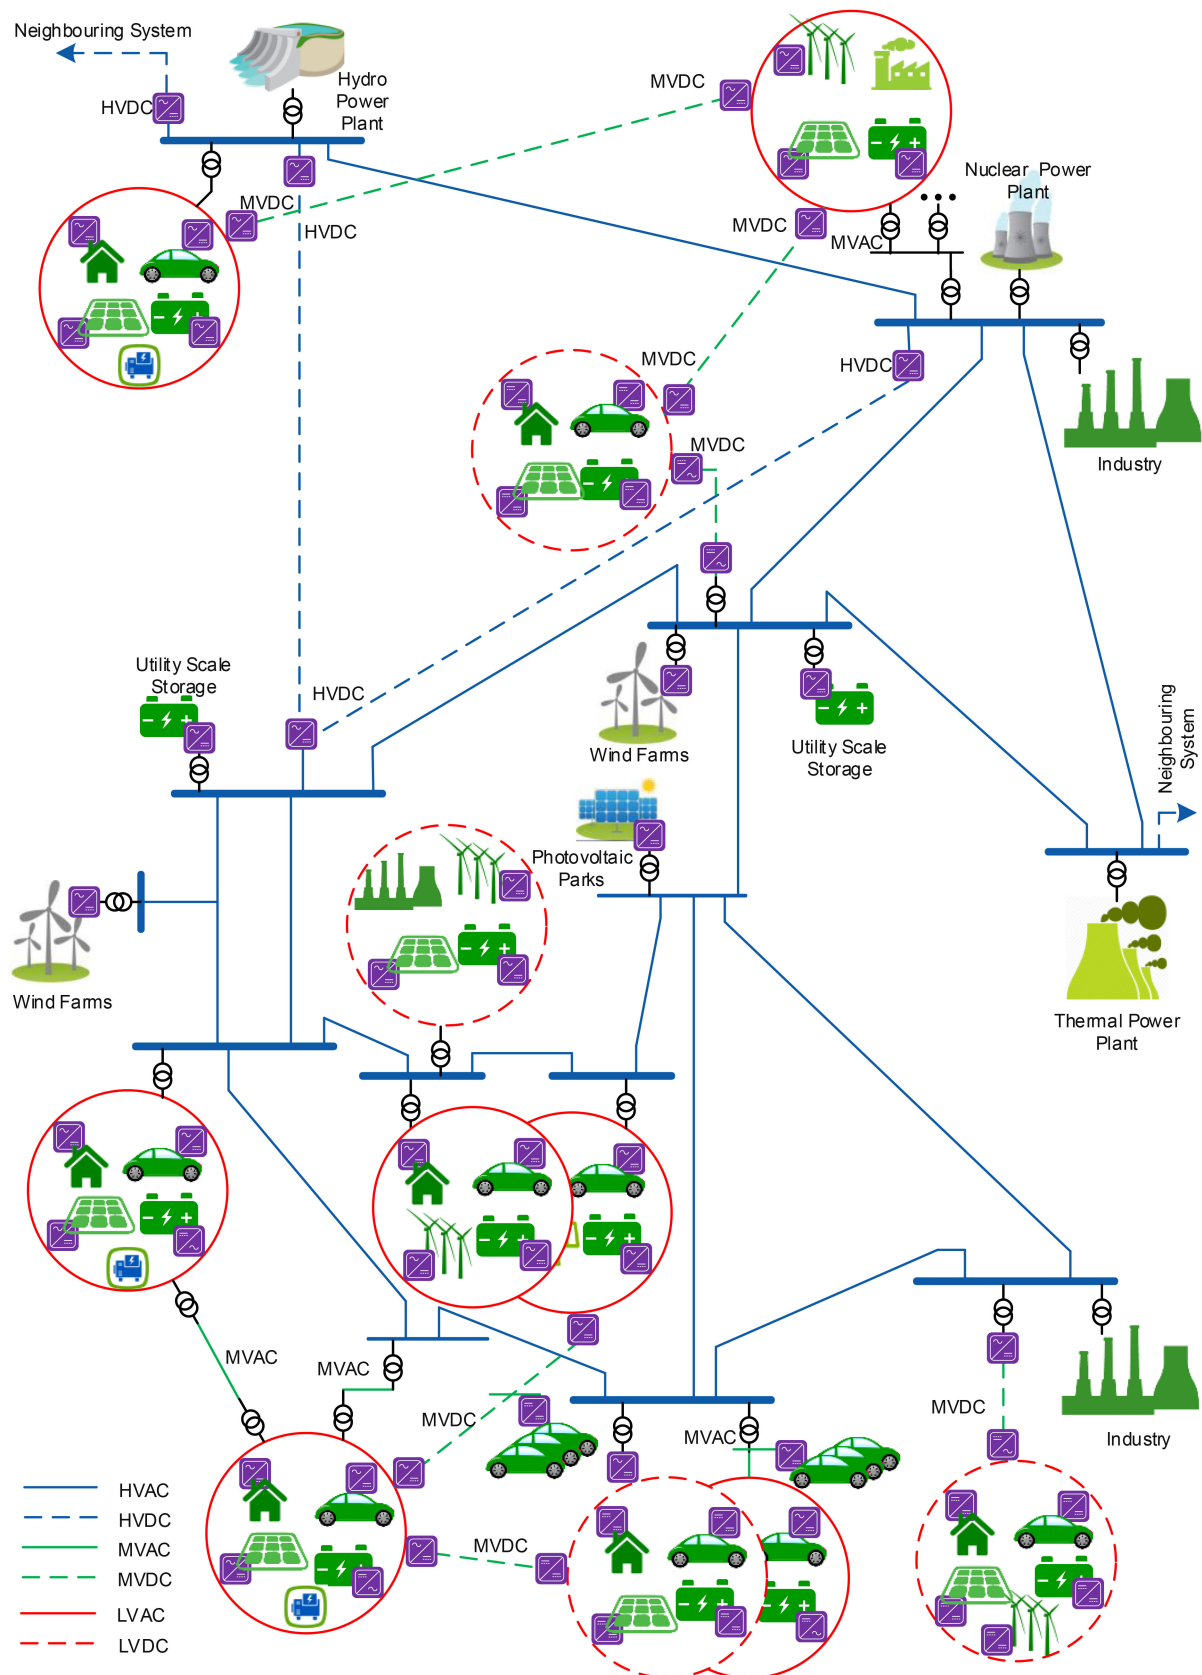 Neighbouring System
HVDC
Hydro
Power
Plant
MVDC
MVDC
HVDC
MVDC
MVAC
Nuclear Power
Plant
MVDC
HVDC
MVDC
Industry
Utility Scale
Storage
HVDC
Wind Farms
Utility Scale
Storage
Neighbouring
System
Photovoltaic
Parks
Wind Farms
Thermal Power
Plant
MVAC
MVAC
MVDC
MVAC
MVDC
Industry
MVDC
HVAC
HVDC
MVAC
MVDC
LVAC
LVDC